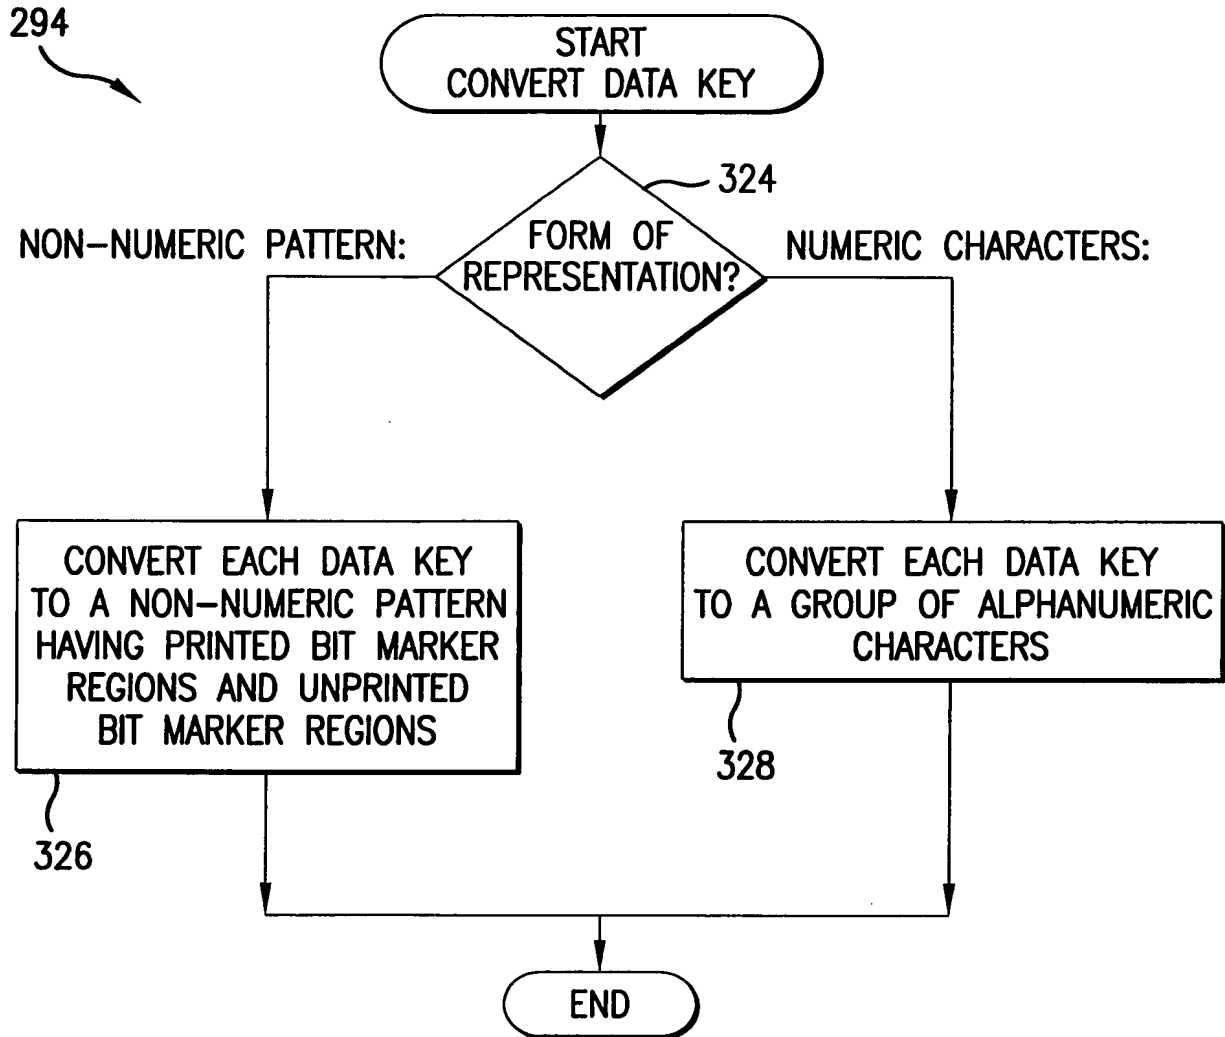 294
START
CONVERT DATA KEY
324
FORM OF
REPRESENTATION?
NON-NUMERIC PATTERN:
NUMERIC CHARACTERS:
CONVERT EACH DATA KEY
TO A NON-NUMERIC PATTERN
HAVING PRINTED BIT MARKER
REGIONS AND UNPRINTED
BIT MARKER REGIONS
326
CONVERT EACH DATA KEY
TO A GROUP OF ALPHANUMERIC
CHARACTERS
328
END